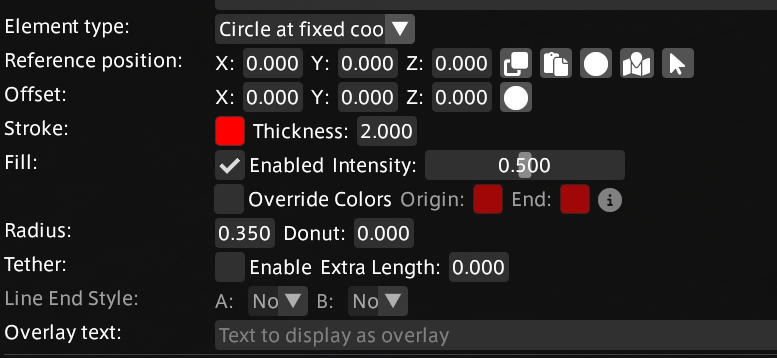 Element type: Circle at fixed coo
Reference position: X: 0.000 Y: 0.000 Z: 0.000
Offset: X: 0.000 Y: 0.000 Z: 0.000
Stroke: Thickness: 2.000
Fill: Enabled Intensity: 0.500
Override Colors Origin: End:
Radius: 0.350 Donut: 0.000
Tether: Enable Extra Length: 0.000
Line End Style: A: No B: No
Overlay text: Text to display as overlay